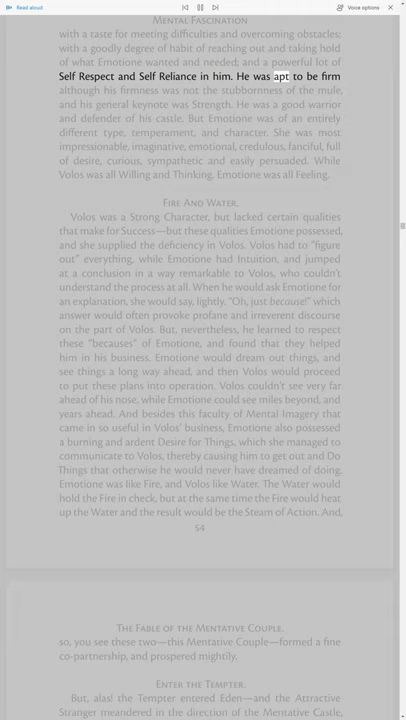 Read aloud
Voice options
MENTAL FASCINATION
with a taste for meeting difficulties and overcoming obstacles;
with a goodly degree of habit of reaching out and taking hold
of what Emotione wanted and needed; and a powerful lot of
Self Respect and Self Reliance in him. He was apt to be firm
although his firmness was not the stubbornness of the mule,
and his general keynote was Strength. He was a good warrior
and defender of his castle. But Emotione was of an entirely
different type, temperament, and character. She was most
impressionable, imaginative, emotional, credulous, fanciful, full
of desire, curious, sympathetic and easily persuaded. While
Volos was all Willing and Thinking, Emotione was all Feeling.
FIRE AND WATER.
Volos was a Strong Character, but lacked certain qualities
that make for Success—but these qualities Emotione possessed,
and she supplied the deficiency in Volos. Volos had to "figure
out" everything, while Emotione had Intuition, and jumped
at a conclusion in a way remarkable to Volos, who couldn't
understand the process at all. When he would ask Emotione for
an explanation, she would say, lightly, "Oh, just because!" which
answer would often provoke profane and irreverent discourse
on the part of Volos. But, nevertheless, he learned to respect
these "becauses" of Emotione, and found that they helped
him in his business. Emotione would dream out things, and
see things a long way ahead, and then Volos would proceed
to put these plans into operation. Volos couldn't see very far
ahead of his nose, while Emotione could see miles beyond, and
years ahead. And besides this faculty of Mental Imagery that
came in so useful in Volos' business, Emotione also possessed
a burning and ardent Desire for Things, which she managed to
communicate to Volos, thereby causing him to get out and Do
Things that otherwise he would never have dreamed of doing.
Emotione was like Fire, and Volos like Water. The Water would
hold the Fire in check, but at the same time the Fire would heat
up the Water and the result would be the Steam of Action. And,
54
THE FABLE OF THE MENTATIVE COUPLE.
so, you see these two—this Mentative Couple—formed a fine
co-partnership, and prospered mightily.
ENTER THE TEMPTER.
But, alas! the Tempter entered Eden—and the Attractive
Stranger meandered in the direction of the Mentative Castle,